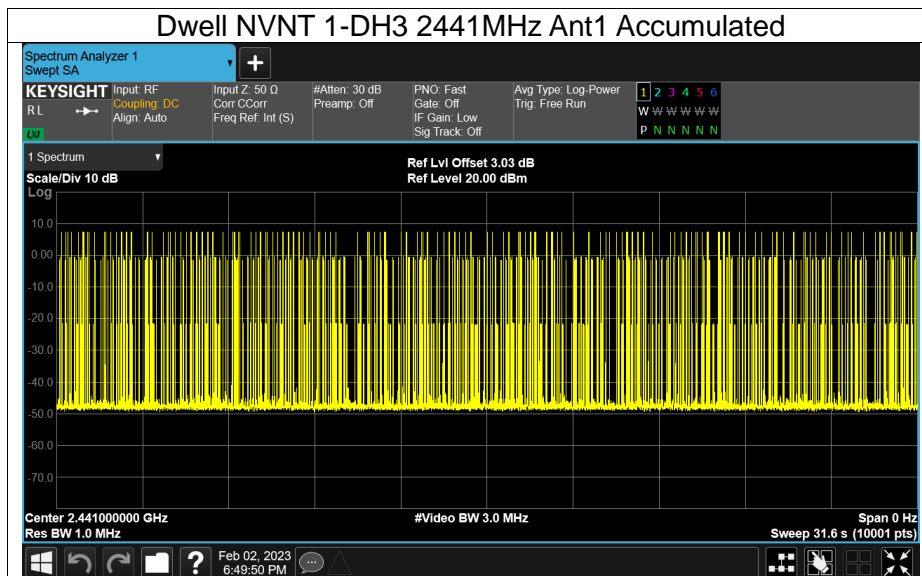 Dwell NVNT 1-DH3 2441MHz Ant1 Accumulated
Spectrum Analyzer 1
Swept SA
KEYSIGHT
R L
LXI
Input: RF
Coupling: DC
Align: Auto
Input Z: 50 Ω
Corr CCorr
Freq Ref: Int (S)
#Atten: 30 dB
Preamp: Off
PNO: Fast
Gate: Off
IF Gain: Low
Sig Track: Off
Avg Type: Log-Power
Trig: Free Run
1 2 3 4 5 6
W W W W W W
P N N N N N
1 Spectrum
Scale/Div 10 dB
Ref Lvl Offset 3.03 dB
Ref Level 20.00 dBm
Log
10.0
0.00
-10.0
-20.0
-30.0
-40.0
-50.0
-60.0
-70.0
Center 2.441000000 GHz
#Video BW 3.0 MHz
Span 0 Hz
Res BW 1.0 MHz
Sweep 31.6 s (10001 pts)
?
Feb 02, 2023
6:49:50 PM